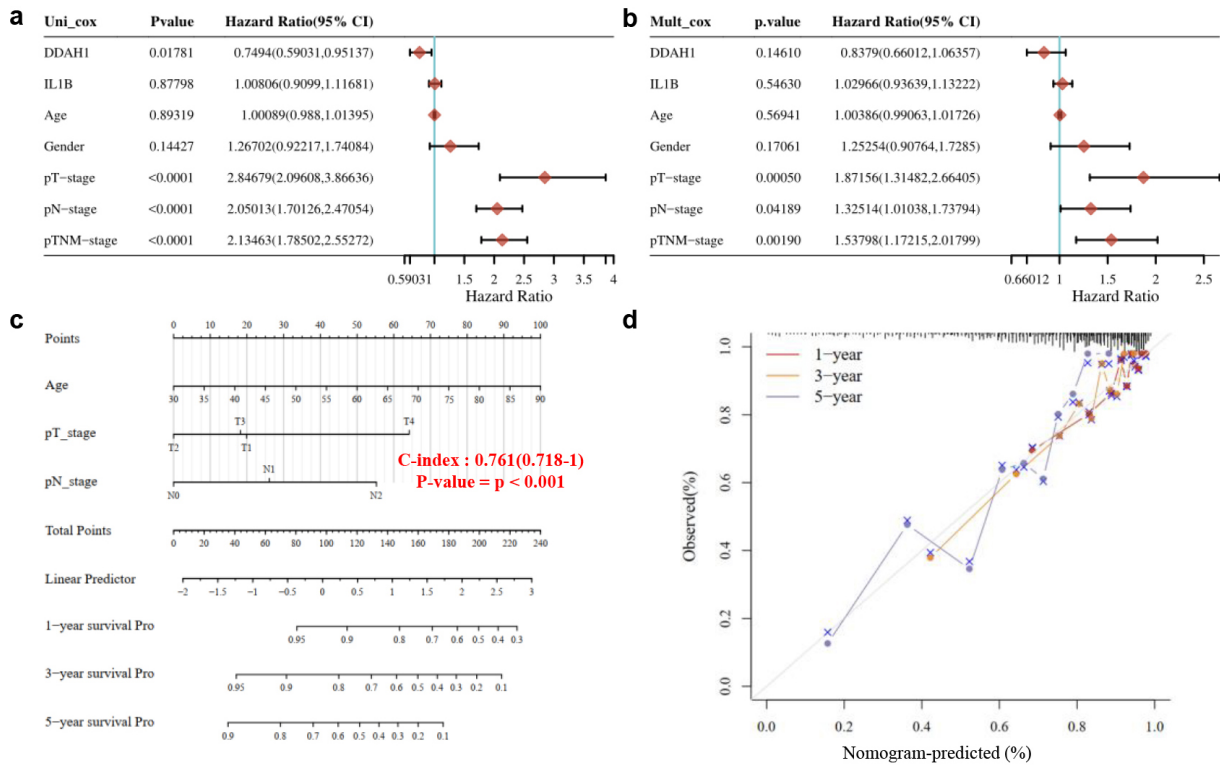 a
Uni_cox Pvalue Hazard Ratio(95% CI)
DDAH1 0.01781 0.7494(0.59031,0.95137)
IL1B 0.87798 1.00806(0.9099,1.11681)
Age 0.89319 1.00089(0.988,1.01395)
Gender 0.14427 1.26702(0.92217,1.74084)
pT−stage <0.0001 2.84679(2.09608,3.86636)
pN−stage <0.0001 2.05013(1.70126,2.47054)
pTNM−stage <0.0001 2.13463(1.78502,2.55272)
0.59031 1 1.5 2 2.5 3 3.5 4
Hazard Ratio
b
Mult_cox p.value Hazard Ratio(95% CI)
DDAH1 0.14610 0.8379(0.66012,1.06357)
IL1B 0.54630 1.02966(0.93639,1.13222)
Age 0.56941 1.00386(0.99063,1.01726)
Gender 0.17061 1.25254(0.90764,1.7285)
pT−stage 0.00050 1.87156(1.31482,2.66405)
pN−stage 0.04189 1.32514(1.01038,1.73794)
pTNM−stage 0.00190 1.53798(1.17215,2.01799)
0.66012 1 1.5 2 2.5
Hazard Ratio
c
0 10 20 30 40 50 60 70 80 90 100
Points
Age
30 35 40 45 50 55 60 65 70 75 80 85 90
T3 T4
pT_stage
T2 T1
C-index : 0.761(0.718-1)
P-value = p < 0.001
N1
pN_stage
N0 N2
Total Points
0 20 40 60 80 100 120 140 160 180 200 220 240
Linear Predictor
−2 −1.5 −1 −0.5 0 0.5 1 1.5 2 2.5 3
1−year survival Pro
0.95 0.9 0.8 0.7 0.6 0.5 0.4 0.3
3−year survival Pro
0.95 0.9 0.8 0.7 0.6 0.5 0.4 0.3 0.2 0.1
5−year survival Pro
0.9 0.8 0.7 0.6 0.5 0.4 0.3 0.2 0.1
d
1−year
3−year
5−year
Observed(%)
1.0
0.8
0.6
0.4
0.2
0.0
0.0 0.2 0.4 0.6 0.8 1.0
Nomogram-predicted (%)